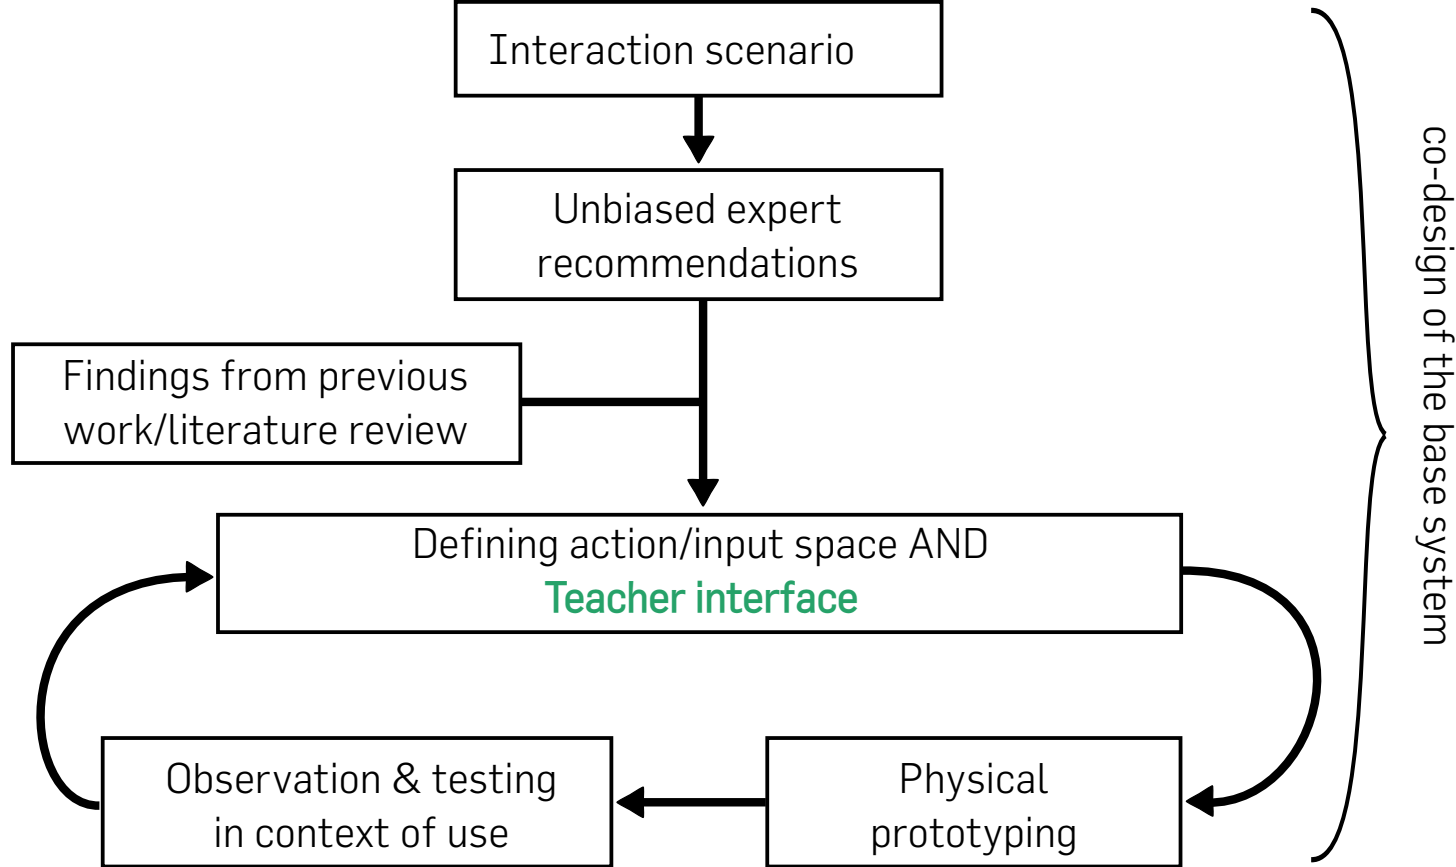 Interaction scenario
Unbiased expert
recommendations
Findings from previous
work/literature review
Defining action/input space AND
Teacher interface
Observation & testing
in context of use
Physical
prototyping
co-design of the base system